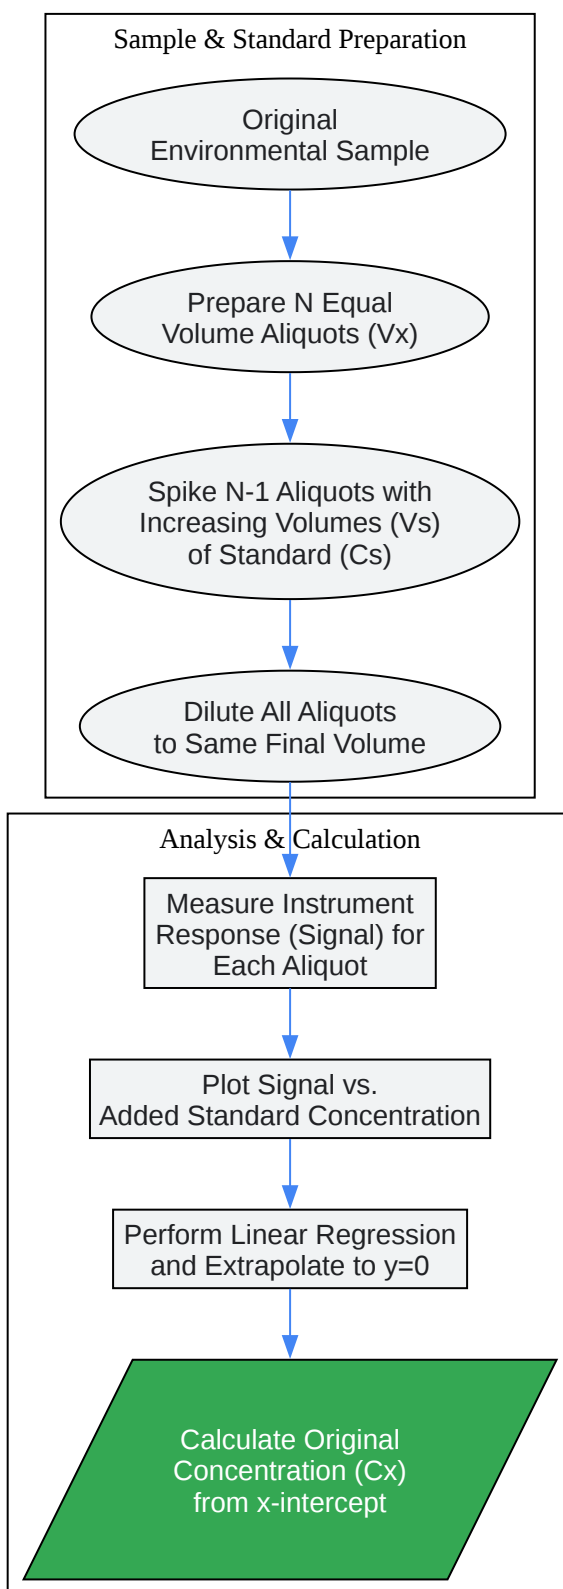 Sample & Standard Preparation
Original
Environmental Sample
Prepare N Equal
Volume Aliquots (Vx)
Spike N-1 Aliquots with
Increasing Volumes (Vs)
of Standard (Cs)
Dilute All Aliquots
to Same Final Volume
Analysis & Calculation
Measure Instrument
Response (Signal) for
Each Aliquot
Plot Signal vs.
Added Standard Concentration
Perform Linear Regression
and Extrapolate to y=0
Calculate Original
Concentration (Cx)
from x-intercept